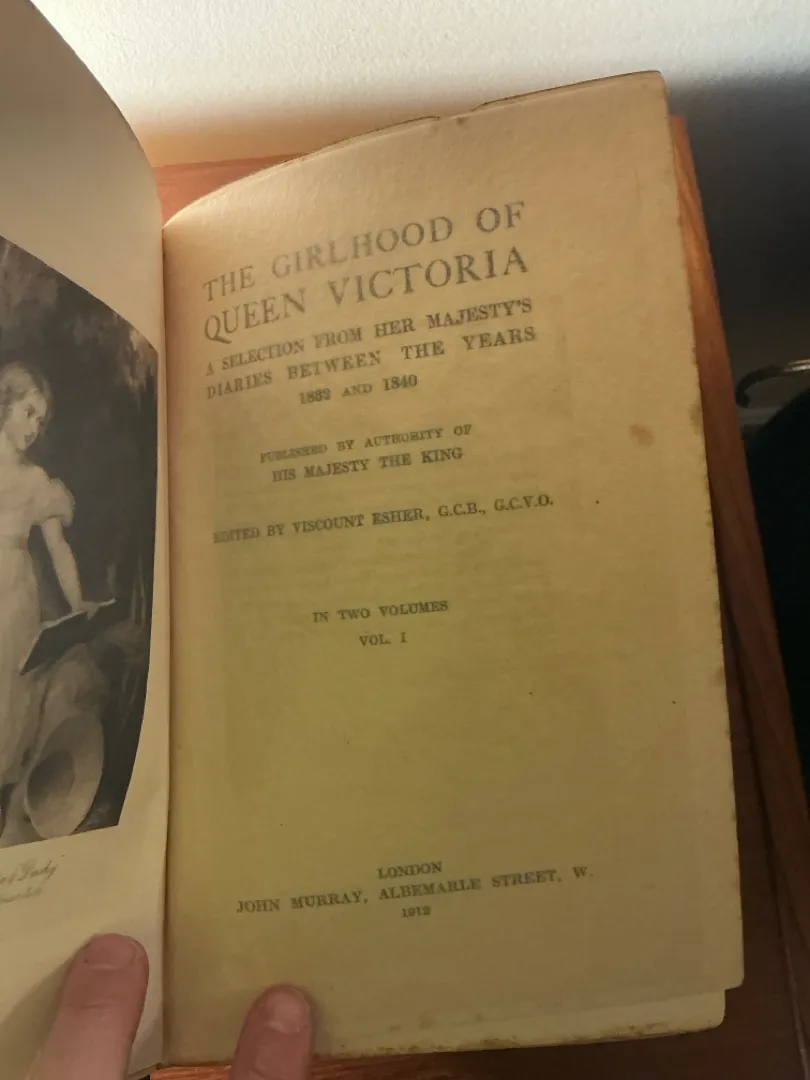 THE GIRLHOOD OF
QUEEN VICTORIA
A SELECTION FROM HER MAJESTY'S
DIARIES BETWEEN THE YEARS
1832 AND 1840
PUBLISHED BY AUTHORITY OF
HIS MAJESTY THE KING
EDITED BY VISCOUNT ESHER, G.C.B., G.C.V.O.
IN TWO VOLUMES
VOL. I
LONDON
JOHN MURRAY, ALBEMARLE STREET, W.
1912
Lady